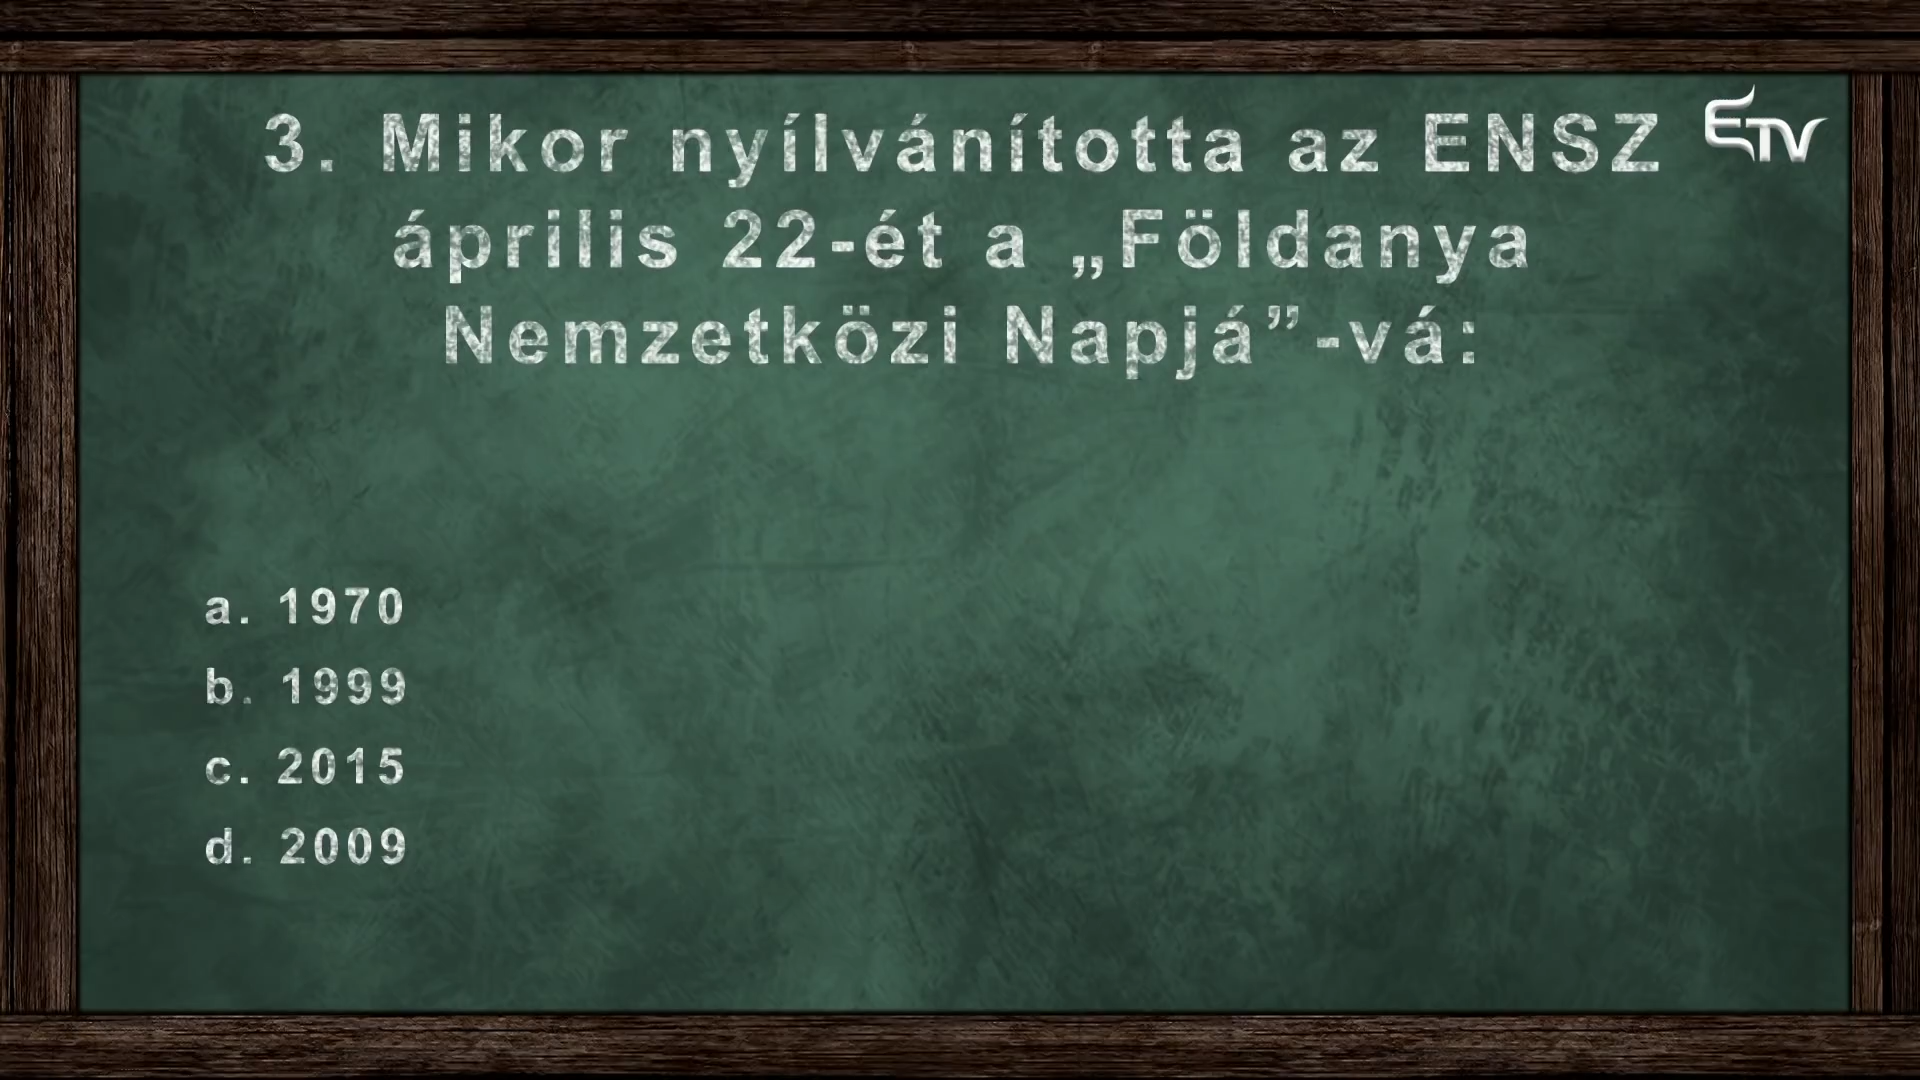 3. Mikor nyílvánította az ENSZ
április 22-ét a „Földanya
Nemzetközi Napjá”-vá:
ETV
a. 1970
b. 1999
c. 2015
d. 2009